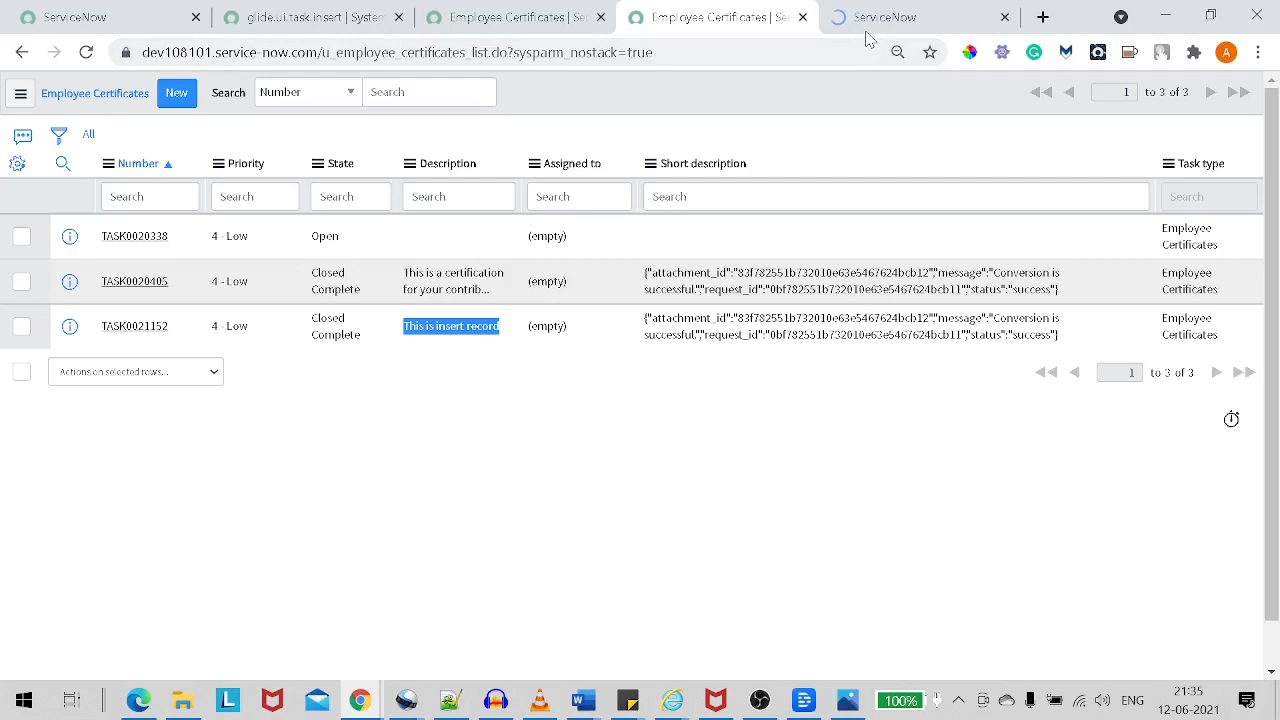 ServiceNow
glide.ui.task.insert | System
Employee Certificates | Se
Employee Certificates | Se
ServiceNow
dev108101.service-now.com/u_employee_certificates_list.do?sysparm_nostack=true
A
Employee Certificates New Search Number Search 1 to 3 of 3
All
Number Priority State Description Assigned to Short description Task type
Search Search Search Search Search Search Search
TASK0020338 4 - Low Open (empty) Employee
Certificates
TASK0020405 4 - Low Closed
Complete
This is a certification
for your contrib...
(empty)
{"attachment_id":"83f782551b732010e63e5467624bcb12","message":"Conversion is
successful.","request_id":"0bf782551b732010e63e5467624bcb11","status":"success"}
Employee
Certificates
TASK0021152 4 - Low Closed
Complete
This is insert record
(empty)
{"attachment_id":"83f782551b732010e63e5467624bcb12","message":"Conversion is
successful.","request_id":"0bf782551b732010e63e5467624bcb11","status":"success"}
Employee
Certificates
Actions on selected rows... 1 to 3 of 3
100% ENG
21:35
12-06-2021